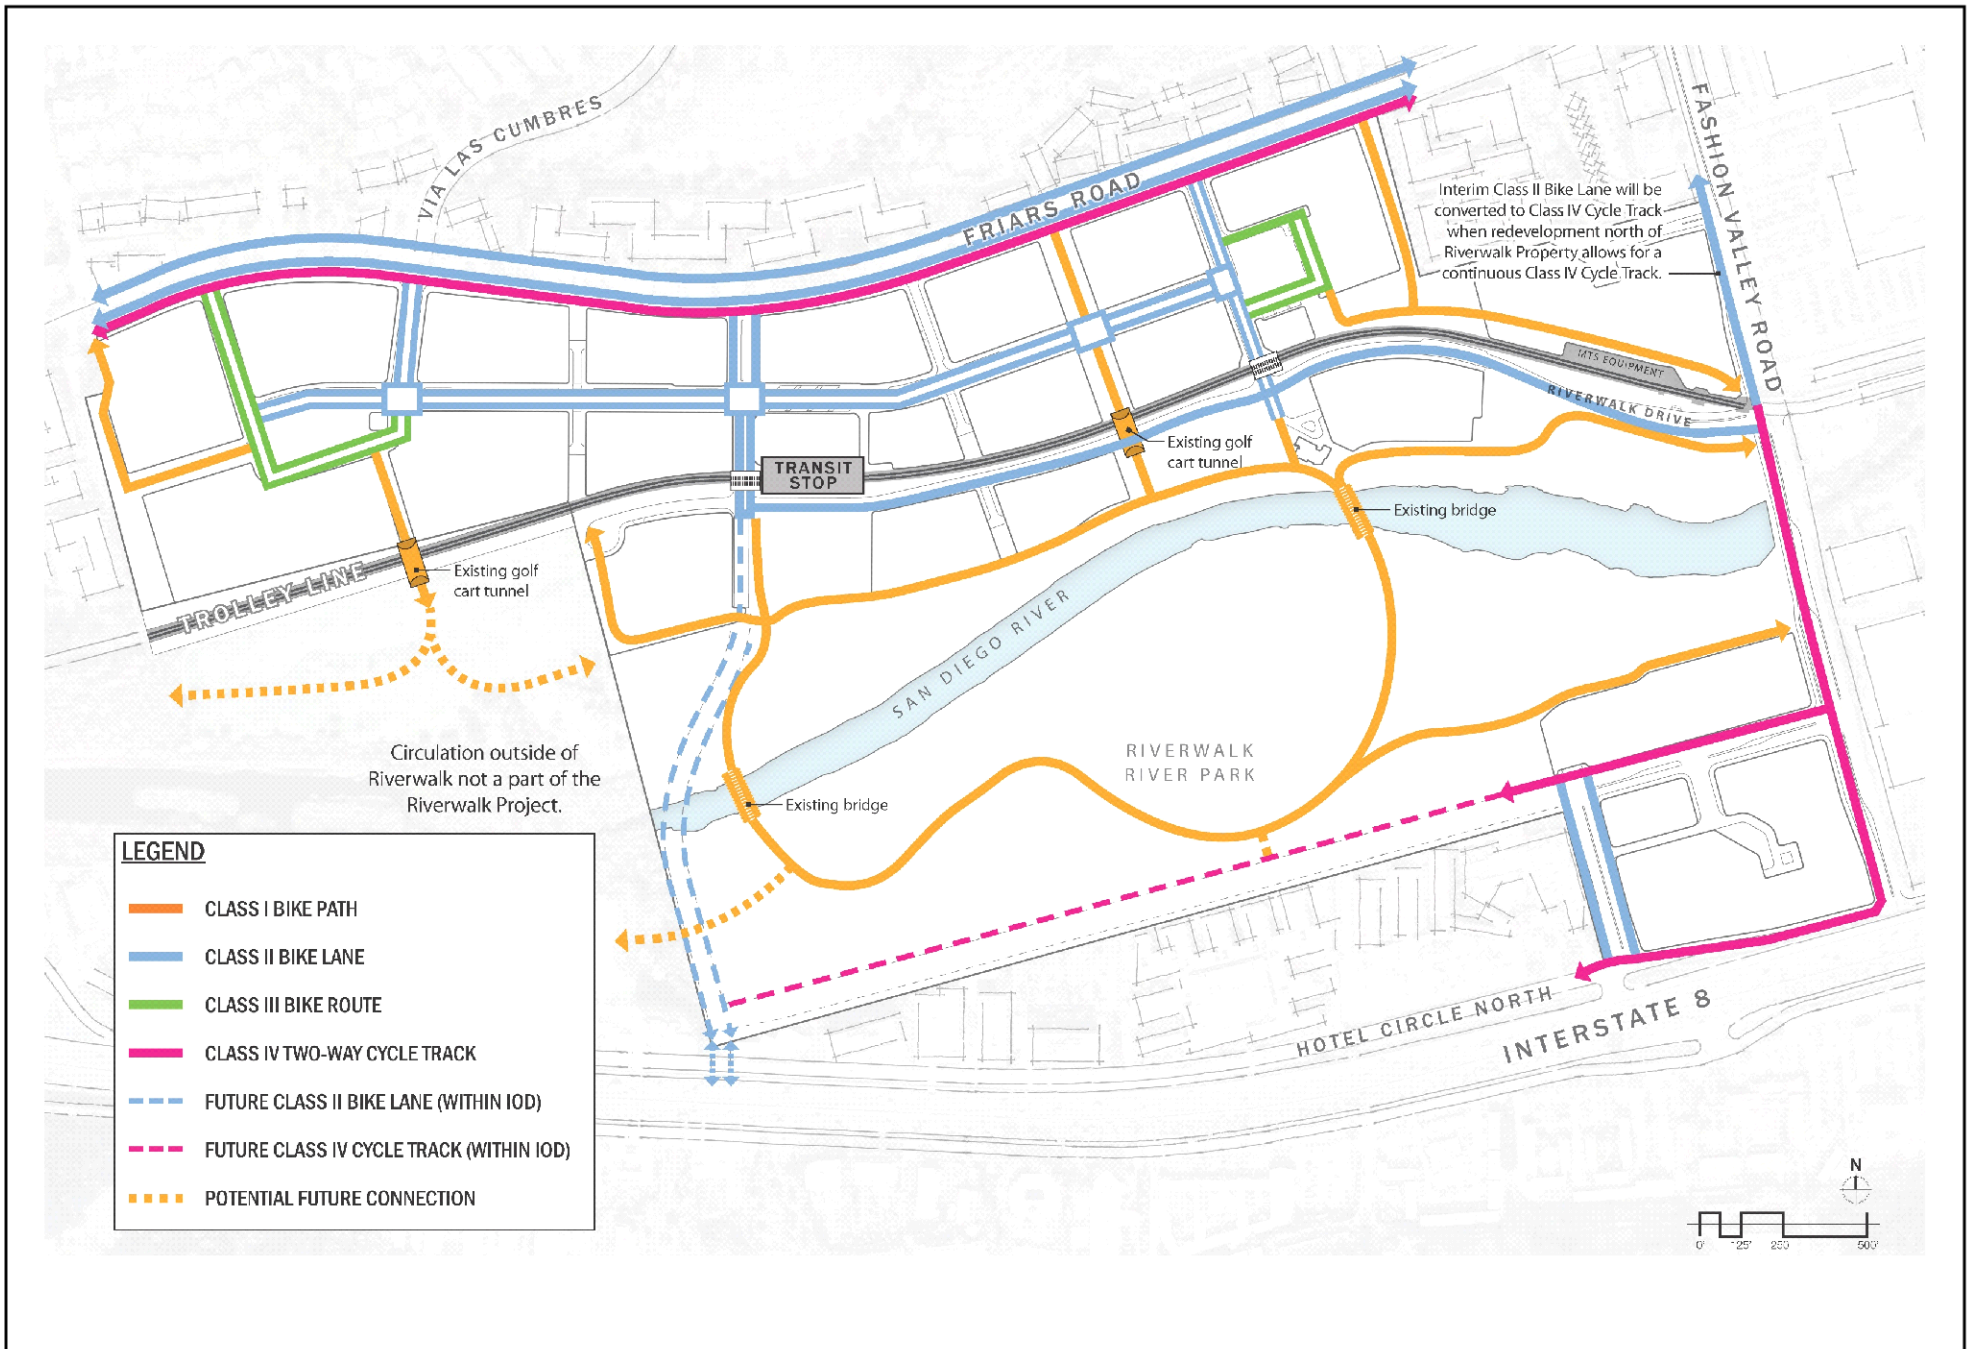 VIA LAS CUMBRES
FRIARS ROAD
FASHION VALLEY ROAD
Interim Class II Bike Lane will be
converted to Class IV Cycle Track
when redevelopment north of
Riverwalk Property allows for a
continuous Class IV Cycle Track.
MTS EQUIPMENT
RIVERWALK DRIVE
Existing golf
cart tunnel
TRANSIT
STOP
Existing bridge
Existing golf
cart tunnel
TROLLEY LINE
SAN DIEGO RIVER
RIVERWALK
RIVER PARK
Circulation outside of
Riverwalk not a part of the
Riverwalk Project.
Existing bridge
LEGEND
CLASS I BIKE PATH
CLASS II BIKE LANE
CLASS III BIKE ROUTE
CLASS IV TWO-WAY CYCLE TRACK
FUTURE CLASS II BIKE LANE (WITHIN IOD)
FUTURE CLASS IV CYCLE TRACK (WITHIN IOD)
POTENTIAL FUTURE CONNECTION
HOTEL CIRCLE NORTH
INTERSTATE 8
N
0' 125' 250 500'